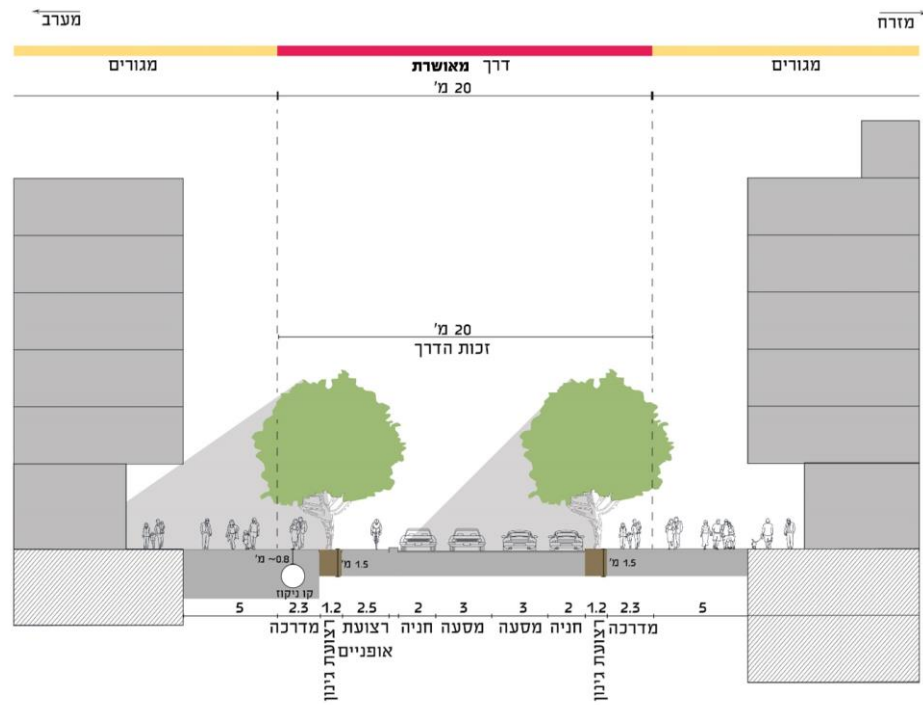 מזרח
מערב
מגורים
דרך מאושרת
מגורים
20 מ'
20 מ'
זכות הדרך
~0.8 מ'
קו ניקוז
1.5 מ'
1.5 מ'
5 2.3 1.2 2.5 2 3 3 2 1.2 2.3 5
מדרכה
רצועת גינון
רצועת אופניים
חניה
מסעה
מסעה
חניה
רצועת גינון
מדרכה